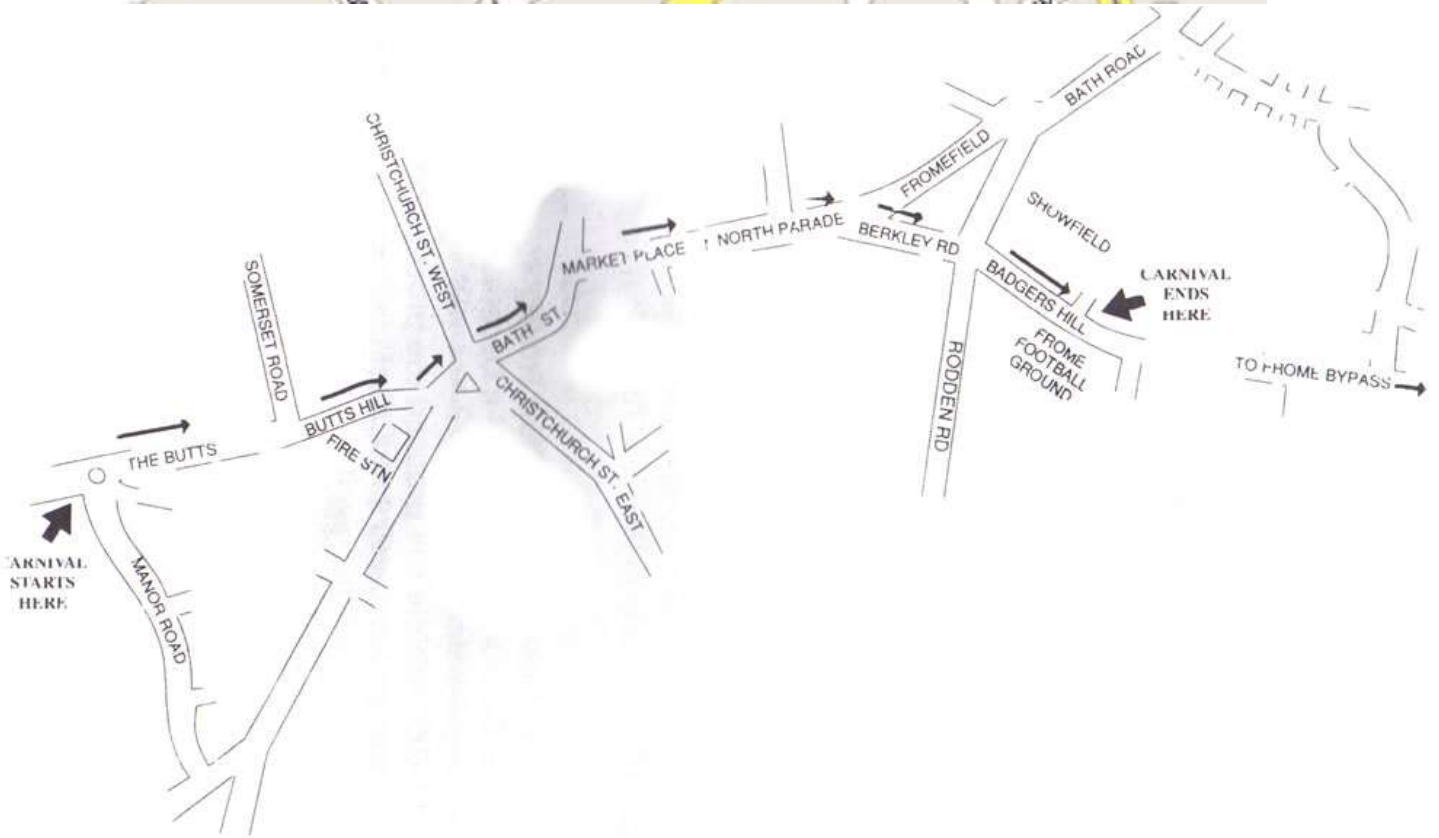 CHRISTCHURCH ST. WEST
SOMERSET ROAD
THE BUTTS
BUTTS HILL
FIRE STN
ARNIVAL
STARTS
HERE
MANOR ROAD
BATH ST.
CHRISTCHURCH ST. EAST
MARKET PLACE
NORTH PARADE
FROMEFIELD
BATH ROAD
BERKLEY RD
SHOWFIELD
BADGERS HILL
CARNIVAL
ENDS
HERE
FROME
FOOTBALL
GROUND
RODDEN RD
TO FROME BYPASS